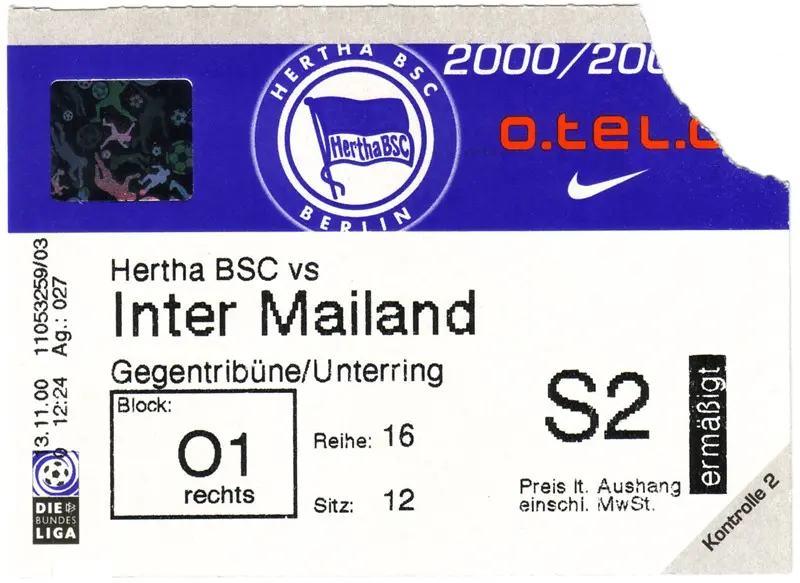 HERTHA BSC
BERLIN
Hertha BSC
2000/200
o.tel.o
11053259/03
Ag.: 027
3.11.00
12:24
Hertha BSC vs
Inter Mailand
Gegentribüne/Unterring
Block:
O1
rechts
Reihe: 16
Sitz: 12
S2
ermäßigt
Preis lt. Aushang
einschl. MwSt.
DIE
BUNDES
LIGA
Kontrolle 2